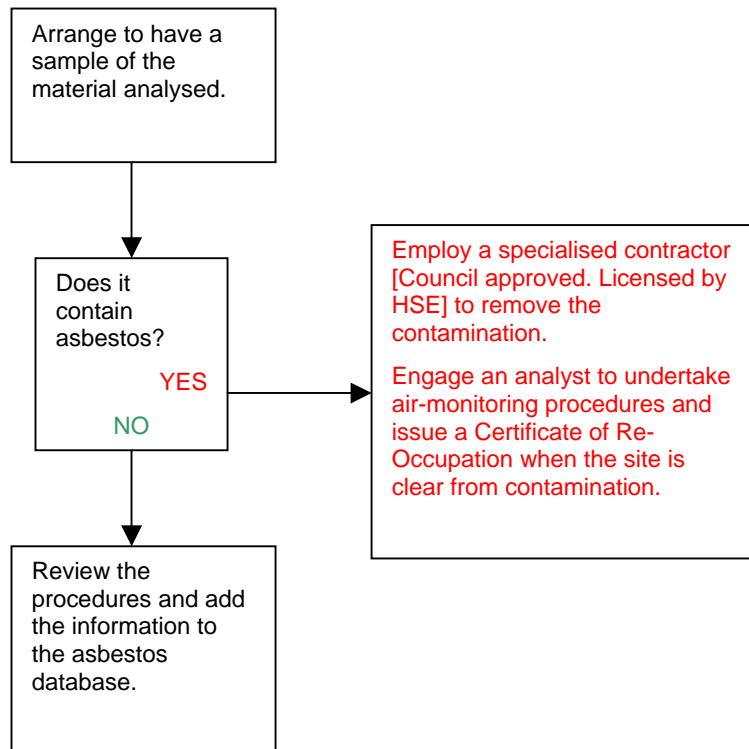 Arrange to have a
sample of the
material analysed.
Does it
contain
asbestos?
YES
NO
Employ a specialised contractor
[Council approved. Licensed by
HSE] to remove the
contamination.
Engage an analyst to undertake
air-monitoring procedures and
issue a Certificate of Re-
Occupation when the site is
clear from contamination.
Review the
procedures and add
the information to
the asbestos
database.